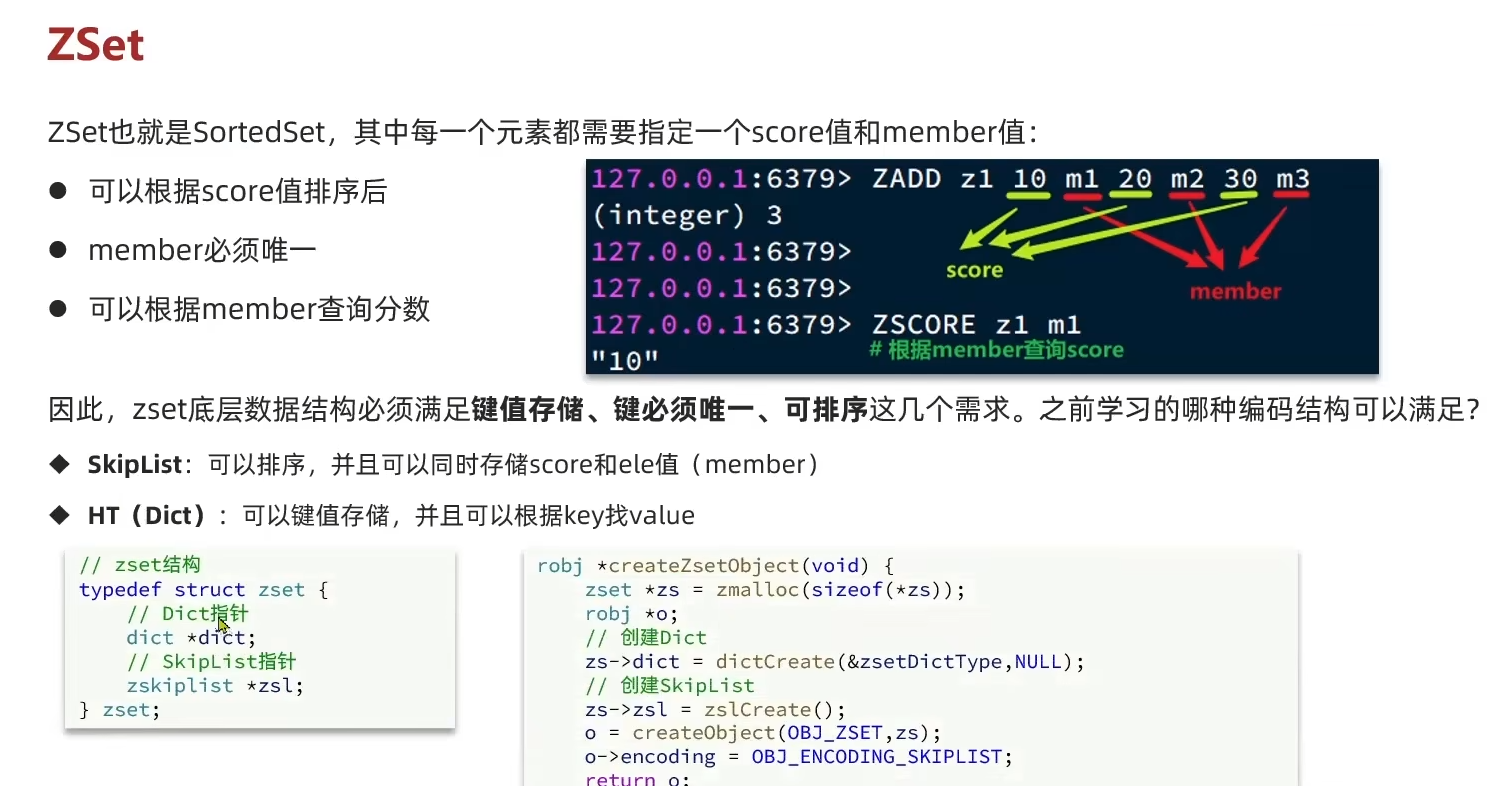 ZSet
ZSet也就是SortedSet，其中每一个元素都需要指定一个score值和member值：
● 可以根据score值排序后
● member必须唯一
● 可以根据member查询分数
127.0.0.1:6379> ZADD z1 10 m1 20 m2 30 m3
(integer) 3
127.0.0.1:6379>
127.0.0.1:6379>
score
member
127.0.0.1:6379> ZSCORE z1 m1
# 根据member查询score
"10"
因此，zset底层数据结构必须满足键值存储、键必须唯一、可排序这几个需求。之前学习的哪种编码结构可以满足？
◆ SkipList：可以排序，并且可以同时存储score和ele值（member）
◆ HT（Dict）：可以键值存储，并且可以根据key找value
// zset结构
typedef struct zset {
// Dict指针
dict *dict;
// SkipList指针
zskiplist *zsl;
} zset;
robj *createZsetObject(void) {
zset *zs = zmalloc(sizeof(*zs));
robj *o;
// 创建Dict
zs->dict = dictCreate(&zsetDictType,NULL);
// 创建SkipList
zs->zsl = zslCreate();
o = createObject(OBJ_ZSET,zs);
o->encoding = OBJ_ENCODING_SKIPLIST;
return o;